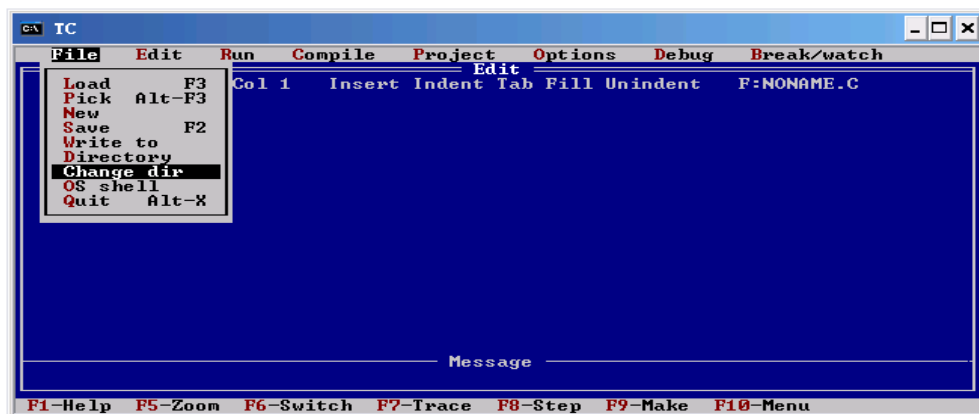 C:\ TC
File Edit Run Compile Project Options Debug Break/watch
Edit
Col 1 Insert Indent Tab Fill Unindent F:NONAME.C
Load F3
Pick Alt-F3
New
Save F2
Write to
Directory
Change dir
OS shell
Quit Alt-X
Message
F1-Help F5-Zoom F6-Switch F7-Trace F8-Step F9-Make F10-Menu